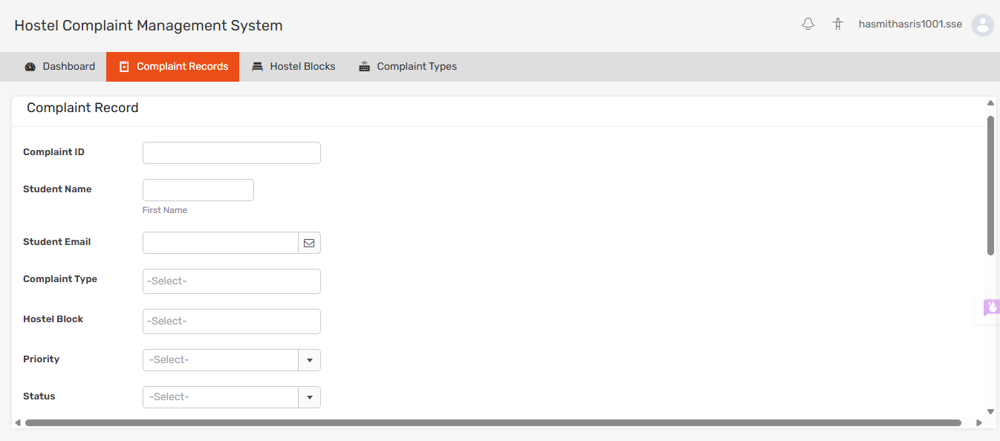 Hostel Complaint Management System
hasmithasris1001.sse
Dashboard
Complaint Records
Hostel Blocks
Complaint Types
Complaint Record
Complaint ID
Student Name
First Name
Student Email
Complaint Type
-Select-
Hostel Block
-Select-
Priority
-Select-
Status
-Select-